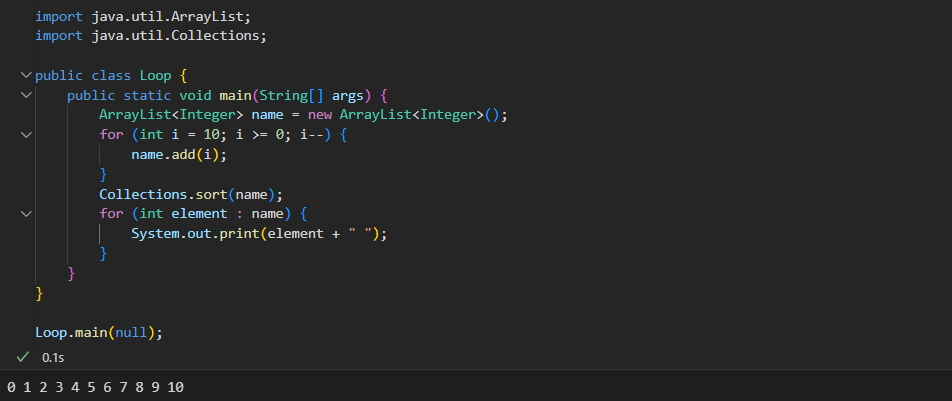 import java.util.ArrayList;
import java.util.Collections;
public class Loop {
public static void main(String[] args) {
ArrayList<Integer> name = new ArrayList<Integer>();
for (int i = 10; i >= 0; i--) {
name.add(i);
}
Collections.sort(name);
for (int element : name) {
System.out.print(element + " ");
}
}
}
Loop.main(null);
0.1s
0 1 2 3 4 5 6 7 8 9 10